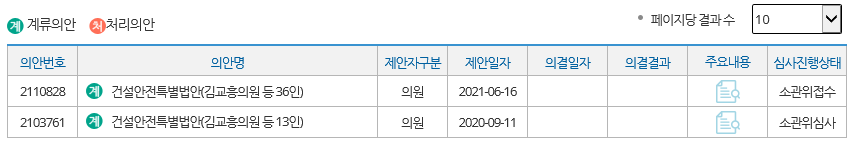 계 계류의안 처 처리의안 • 페이지당 결과 수 10
의안번호 의안명 제안자구분 제안일자 의결일자 의결결과 주요내용 심사진행상태
2110828 계 건설안전특별법안(김교흥의원 등 36인) 의원 2021-06-16 소관위접수
2103761 계 건설안전특별법안(김교흥의원 등 13인) 의원 2020-09-11 소관위심사